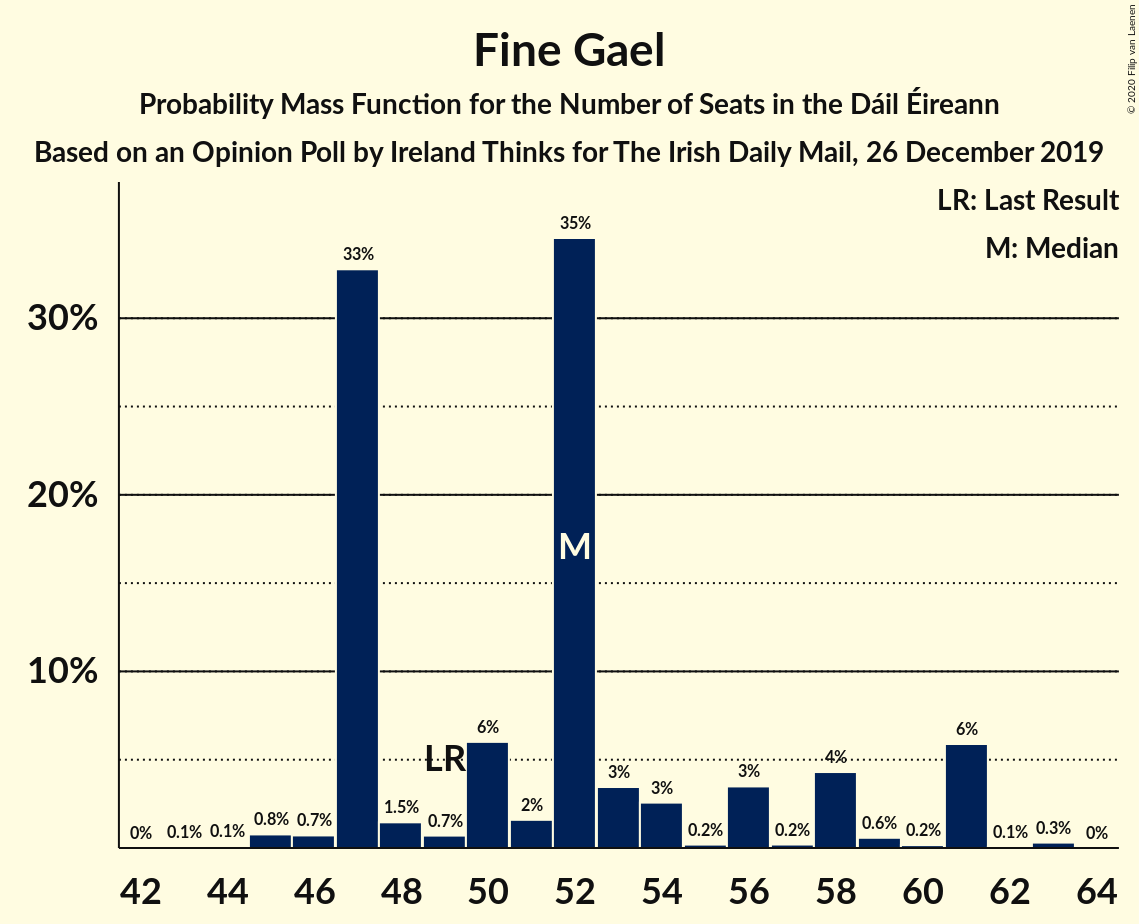 Fine Gael
Probability Mass Function for the Number of Seats in the Dáil Éireann
Based on an Opinion Poll by Ireland Thinks for The Irish Daily Mail, 26 December 2019
© 2020 Filip van Laenen
LR: Last Result
M: Median
30%
20%
10%
0%
0.1%
0.1%
0.8%
0.7%
33%
1.5%
0.7%
6%
2%
35%
3%
3%
0.2%
3%
0.2%
4%
0.6%
0.2%
6%
0.1%
0.3%
0%
LR
M
42 44 46 48 50 52 54 56 58 60 62 64